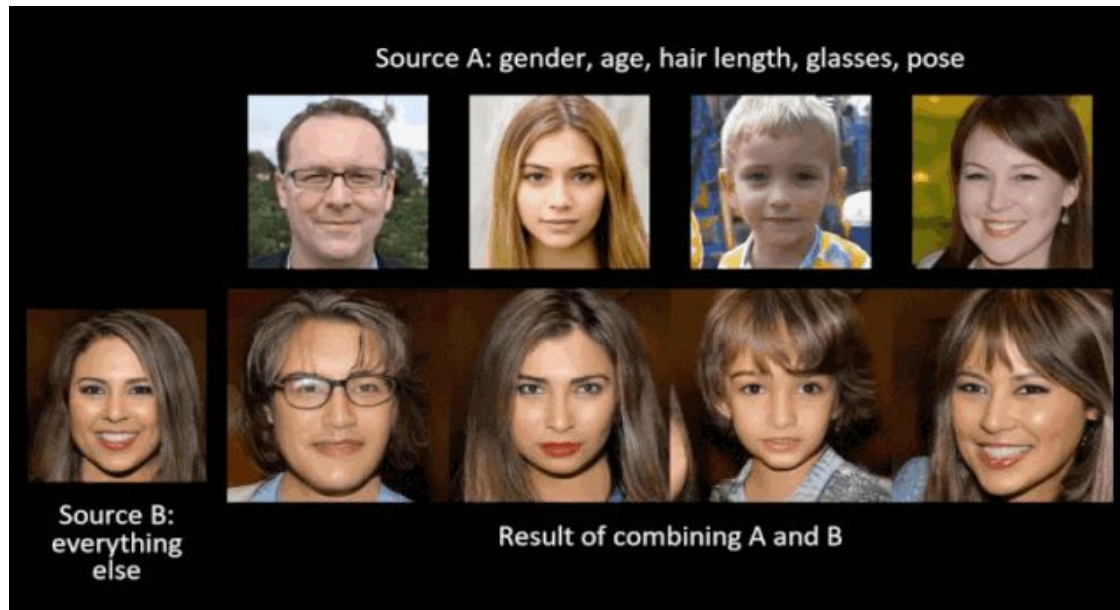 Source A: gender, age, hair length, glasses, pose
Source B:
everything
else
Result of combining A and B